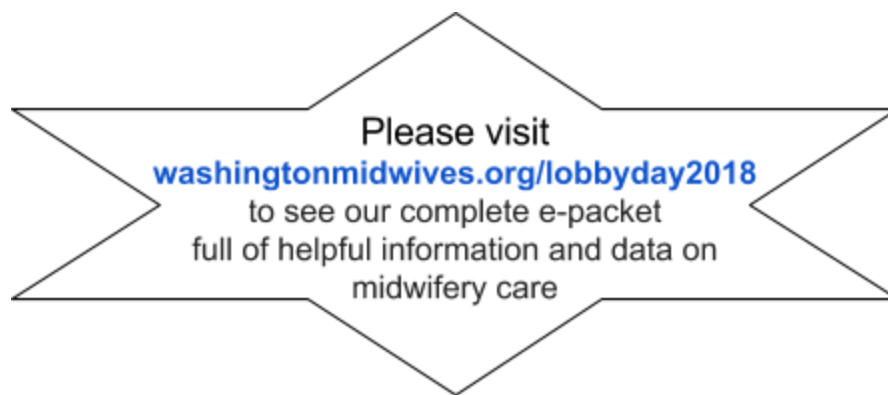 Please visit
washingtonmidwives.org/lobbyday2018
to see our complete e-packet
full of helpful information and data on
midwifery care